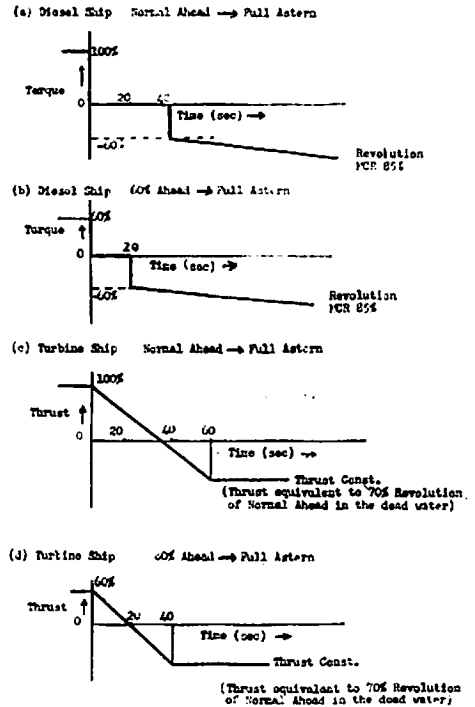 (a) Diesel Ship Normal Ahead → Full Astern
100%
Torque
0 20 40
Time (sec) →
-60%
Revolution
MCR 85%
(b) Diesel Ship 60% Ahead → Full Astern
60%
Torque
20
0
Time (sec) →
-60%
Revolution
MCR 85%
(c) Turbine Ship Normal Ahead → Full Astern
100%
Thrust
20 40 60
0
Time (sec) →
Thrust Const.
(Thrust equivalent to 70% Revolution
of Normal Ahead in the dead water)
(d) Turbine Ship 60% Ahead → Full Astern
60%
Thrust
0 20 40
Time (sec) →
Thrust Const.
(Thrust equivalent to 70% Revolution
of Normal Ahead in the dead water)